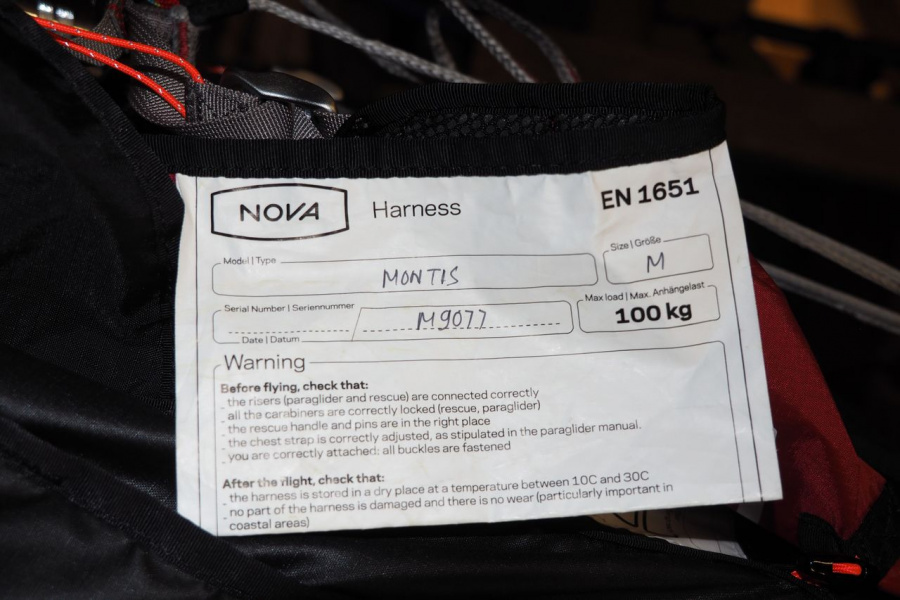 NOVA Harness EN 1651
Model | Type
MONTIS
Size | Größe
M
Serial Number | Seriennummer
M9077
Date | Datum
Max load | Max. Anhängelast
100 kg
Warning
Before flying, check that:
- the risers (paraglider and rescue) are connected correctly
- all the carabiners are correctly locked (rescue, paraglider)
- the rescue handle and pins are in the right place
- the chest strap is correctly adjusted, as stipulated in the paraglider manual.
- you are correctly attached: all buckles are fastened
After the flight, check that:
- the harness is stored in a dry place at a temperature between 10C and 30C
- no part of the harness is damaged and there is no wear (particularly important in
coastal areas)